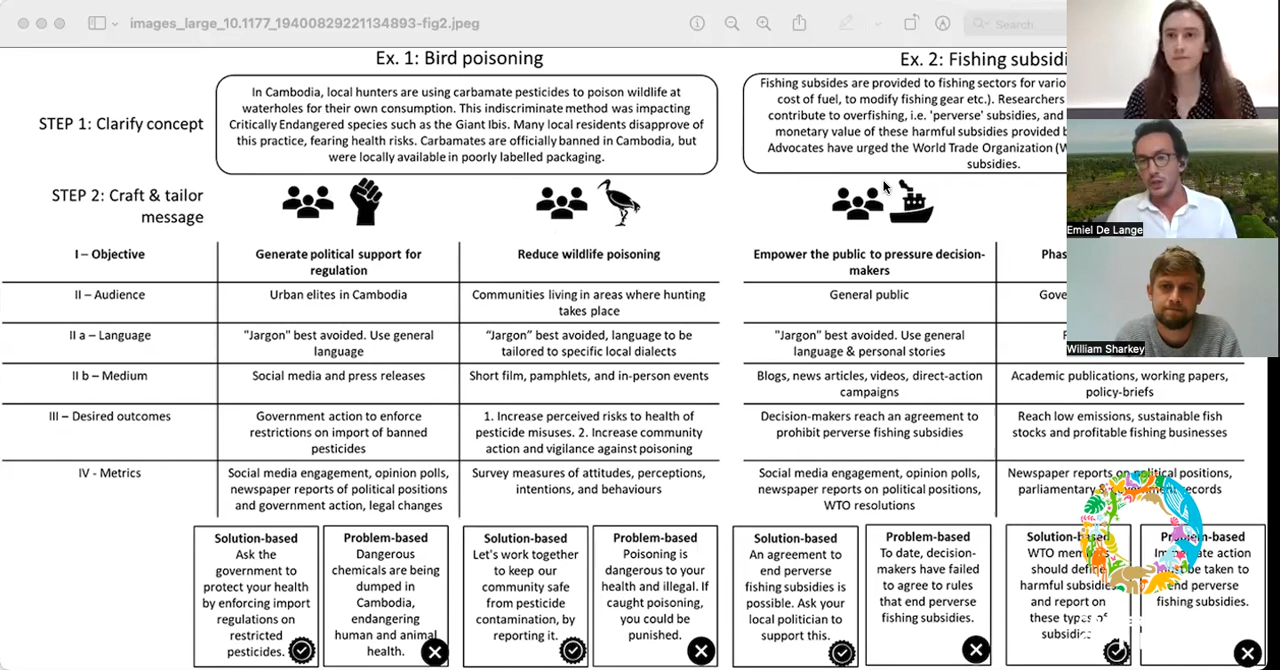 images_large_10.1177_19400829221134893-fig2.jpeg
Search
Ex. 1: Bird poisoning
Ex. 2: Fishing subsidi
STEP 1: Clarify concept
In Cambodia, local hunters are using carbamate pesticides to poison wildlife at
waterholes for their own consumption. This indiscriminate method was impacting
Critically Endangered species such as the Giant Ibis. Many local residents disapprove of
this practice, fearing health risks. Carbamates are officially banned in Cambodia, but
were locally available in poorly labelled packaging.
Fishing subsides are provided to fishing sectors for vario
cost of fuel, to modify fishing gear etc.). Researchers
contribute to overfishing, i.e. 'perverse' subsidies, and
monetary value of these harmful subsidies provided b
Advocates have urged the World Trade Organization (W
subsidies.
STEP 2: Craft & tailor
message
I – Objective
Generate political support for
regulation
Reduce wildlife poisoning
Empower the public to pressure decision-
makers
Phas
II – Audience
Urban elites in Cambodia
Communities living in areas where hunting
takes place
General public
Gove
II a – Language
"Jargon" best avoided. Use general
language
“Jargon” best avoided, language to be
tailored to specific local dialects
"Jargon" best avoided. Use general
language & personal stories
II b – Medium
Social media and press releases
Short film, pamphlets, and in-person events
Blogs, news articles, videos, direct-action
campaigns
Academic publications, working papers,
policy-briefs
III – Desired outcomes
Government action to enforce
restrictions on import of banned
pesticides
1. Increase perceived risks to health of
pesticide misuses. 2. Increase community
action and vigilance against poisoning
Decision-makers reach an agreement to
prohibit perverse fishing subsidies
Reach low emissions, sustainable fish
stocks and profitable fishing businesses
IV - Metrics
Social media engagement, opinion polls,
newspaper reports of political positions
and government action, legal changes
Survey measures of attitudes, perceptions,
intentions, and behaviours
Social media engagement, opinion polls,
newspaper reports on political positions,
WTO resolutions
Newspaper reports on political positions,
parliamentary & government records
Solution-based
Ask the
government to
protect your health
by enforcing import
regulations on
restricted
pesticides.
Problem-based
Dangerous
chemicals are being
dumped in
Cambodia,
endangering
human and animal
health.
Solution-based
Let's work together
to keep our
community safe
from pesticide
contamination, by
reporting it.
Problem-based
Poisoning is
dangerous to your
health and illegal. If
caught poisoning,
you could be
punished.
Solution-based
An agreement to
end perverse
fishing subsidies is
possible. Ask your
local politician to
support this.
Problem-based
To date, decision-
makers have failed
to agree to rules
that end perverse
fishing subsidies.
Solution-based
WTO members
should define
harmful subsidies
and report on
these types of
subsidies
Problem-based
Immediate action
must be taken to
end perverse
fishing subsidies.
Emiel De Lange
William Sharkey